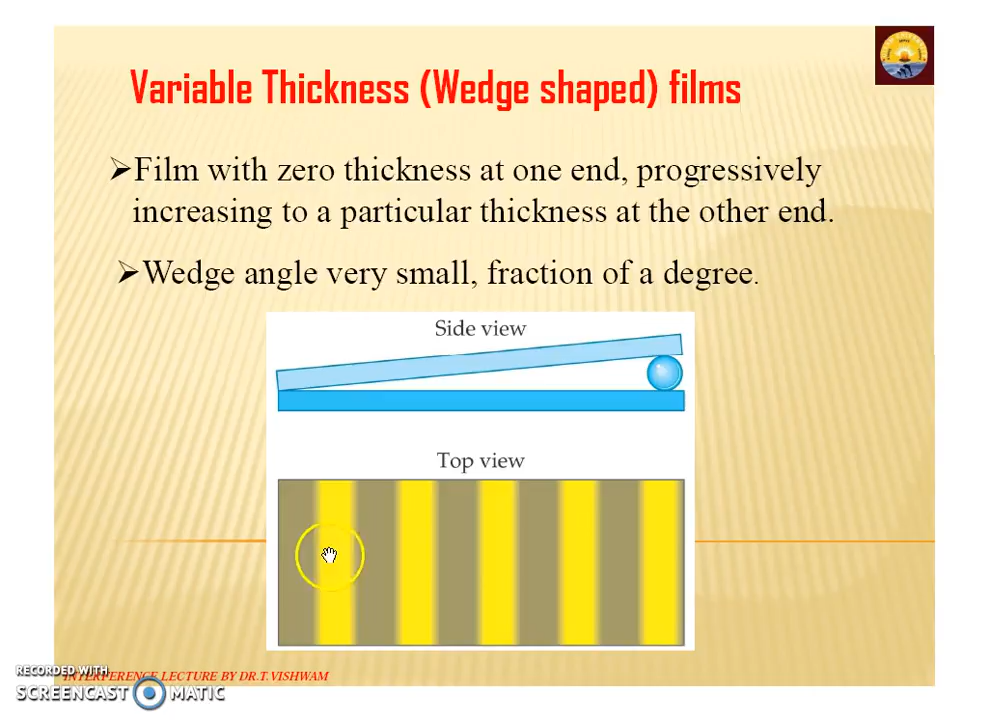 Variable Thickness (Wedge shaped) films
➢Film with zero thickness at one end, progressively
increasing to a particular thickness at the other end.
➢Wedge angle very small, fraction of a degree.
Side view
Top view
RECORDED WITH
INTERFERENCE LECTURE BY DR.T.VISHWAM
SCREENCAST MATIC